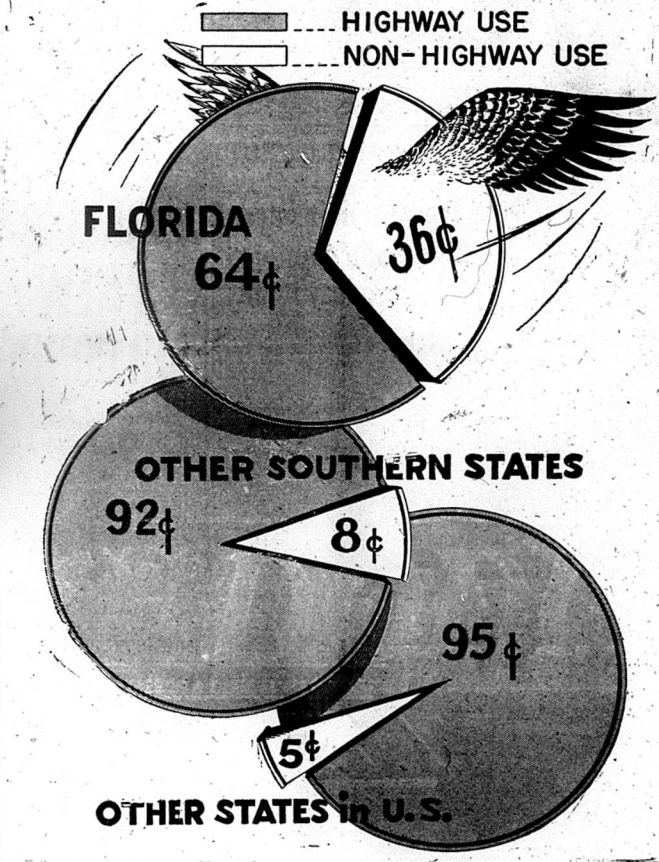 HIGHWAY USE
NON-HIGHWAY USE
FLORIDA
64¢
36¢
OTHER SOUTHERN STATES
92¢
8¢
95¢
5¢
OTHER STATES in U.S.